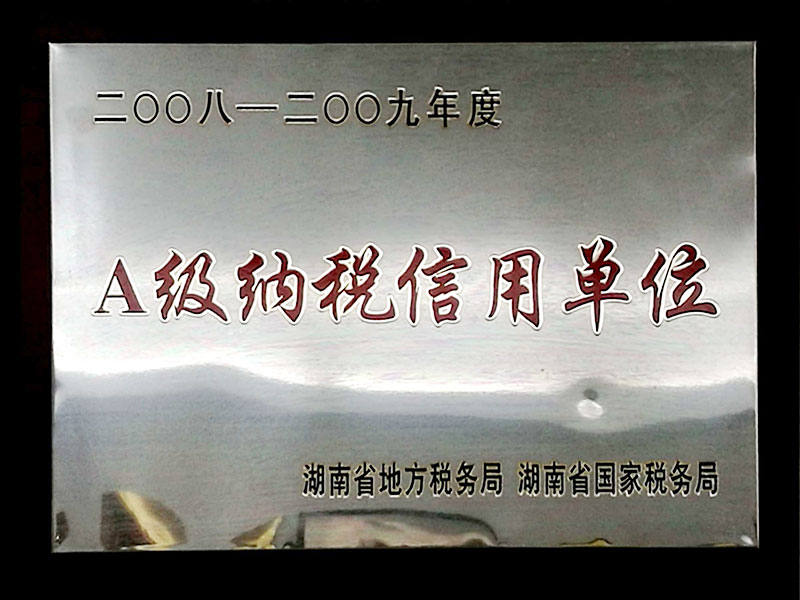 二〇〇八—二〇〇九年度
A级纳税信用单位
湖南省地方税务局 湖南省国家税务局